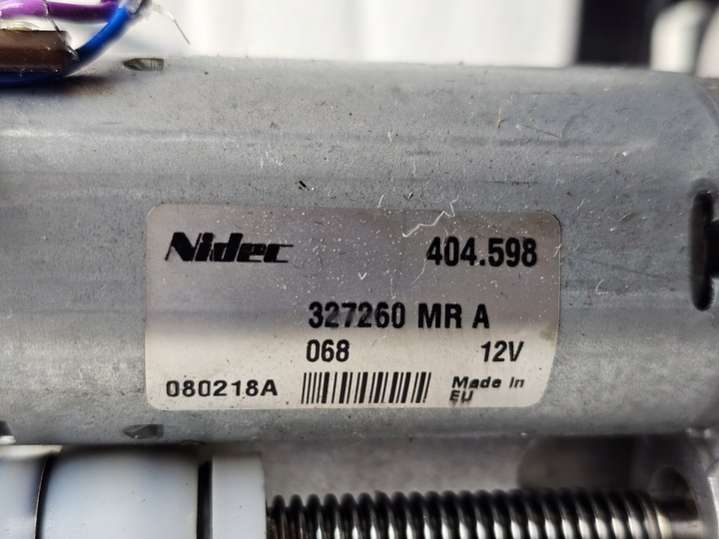 Nidec 404.598
327260 MR A
068 12V
080218A Made in
EU